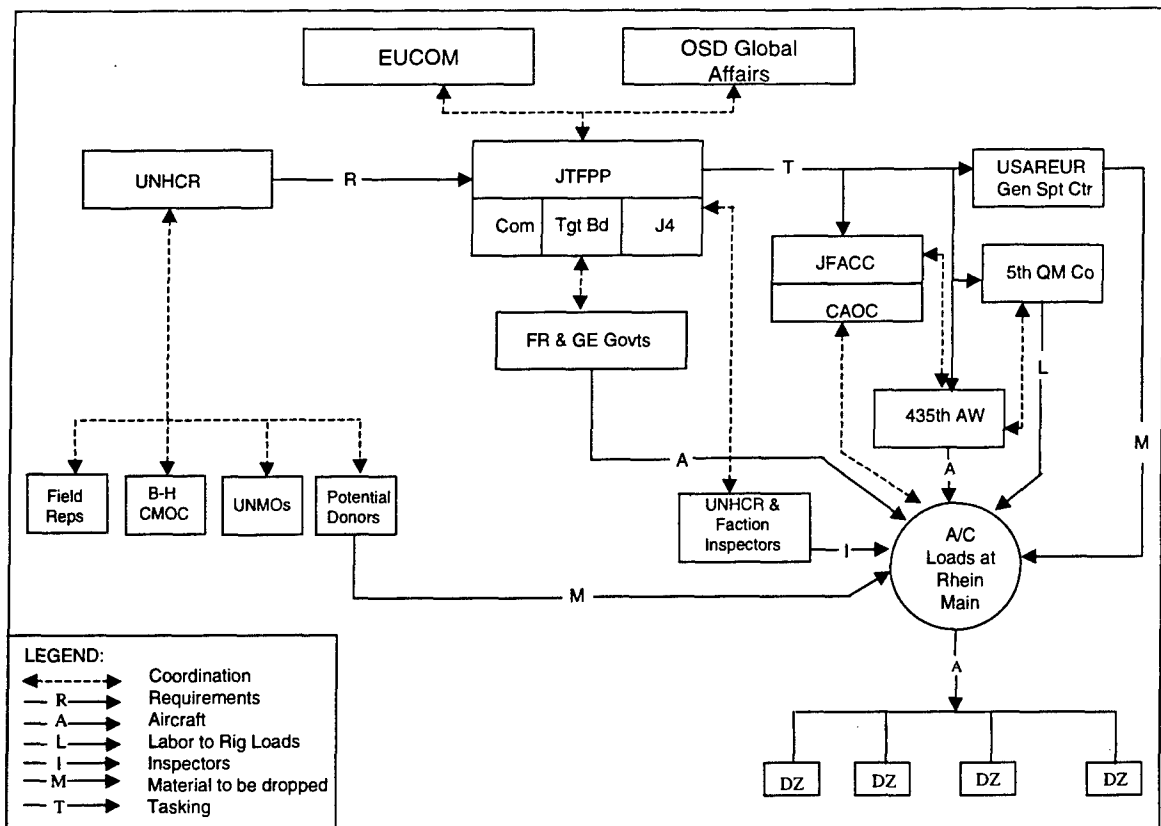 EUCOM
OSD Global
Affairs
UNHCR
R
JTFPP
T
USAREUR
Gen Spt Ctr
Com
Tgt Bd
J4
JFACC
CAOC
5th QM Co
FR & GE Govts
L
435th AW
M
A
A
Field
Reps
B-H
CMOC
UNMOs
Potential
Donors
UNHCR &
Faction
Inspectors
I
A/C
Loads at
Rhein
Main
M
LEGEND:
Coordination
R Requirements
A Aircraft
L Labor to Rig Loads
I Inspectors
M Material to be dropped
T Tasking
A
DZ
DZ
DZ
DZ